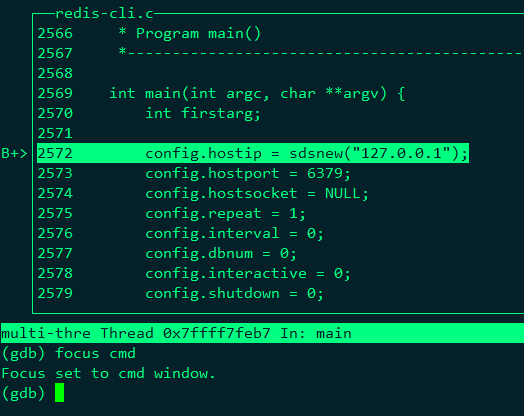 redis-cli.c
2566 * Program main()
2567 *--------------------------------------------
2568
2569 int main(int argc, char **argv) {
2570 int firstarg;
2571
B+> 2572 config.hostip = sdsnew("127.0.0.1");
2573 config.hostport = 6379;
2574 config.hostsocket = NULL;
2575 config.repeat = 1;
2576 config.interval = 0;
2577 config.dbnum = 0;
2578 config.interactive = 0;
2579 config.shutdown = 0;
multi-thre Thread 0x7ffff7feb7 In: main
(gdb) focus cmd
Focus set to cmd window.
(gdb)